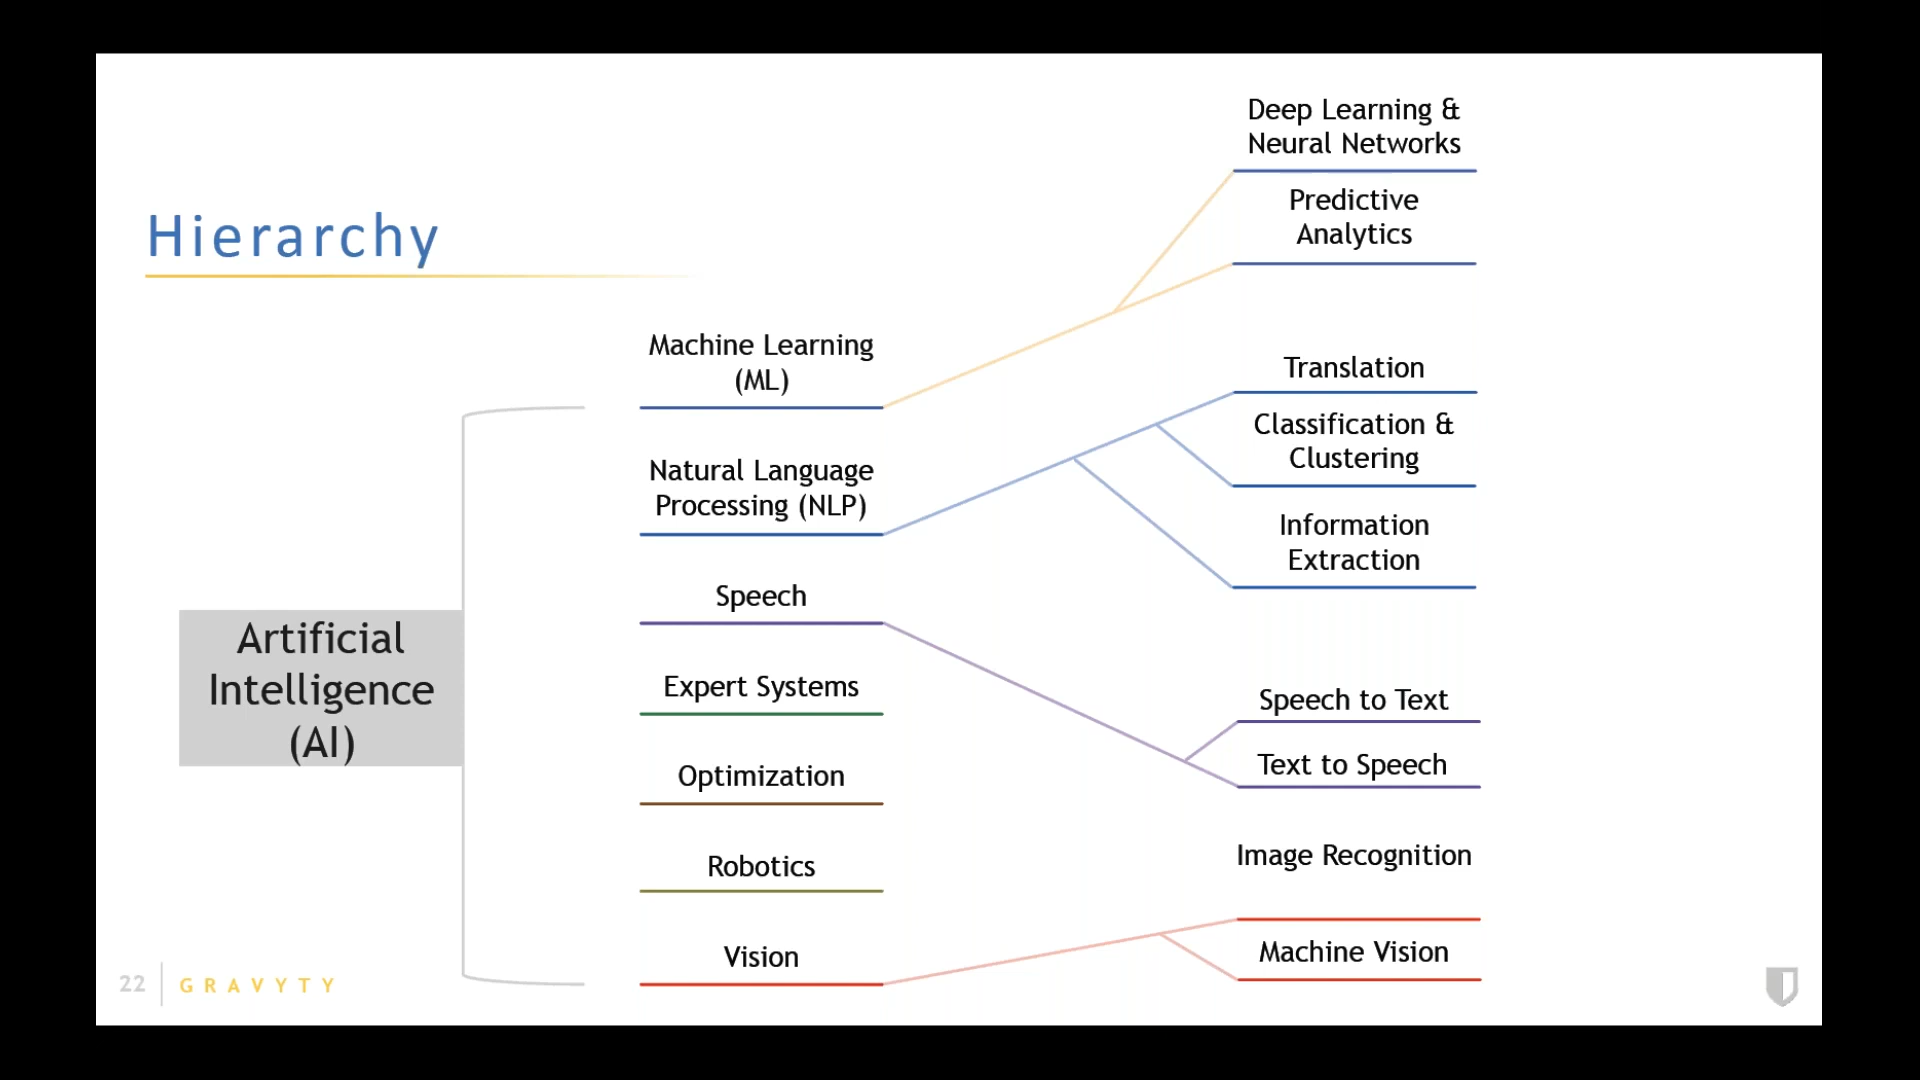 Hierarchy
Artificial
Intelligence
(AI)
Machine Learning
(ML)
Natural Language
Processing (NLP)
Speech
Expert Systems
Optimization
Robotics
Vision
Deep Learning &
Neural Networks
Predictive
Analytics
Translation
Classification &
Clustering
Information
Extraction
Speech to Text
Text to Speech
Image Recognition
Machine Vision
22
GRAVYTY